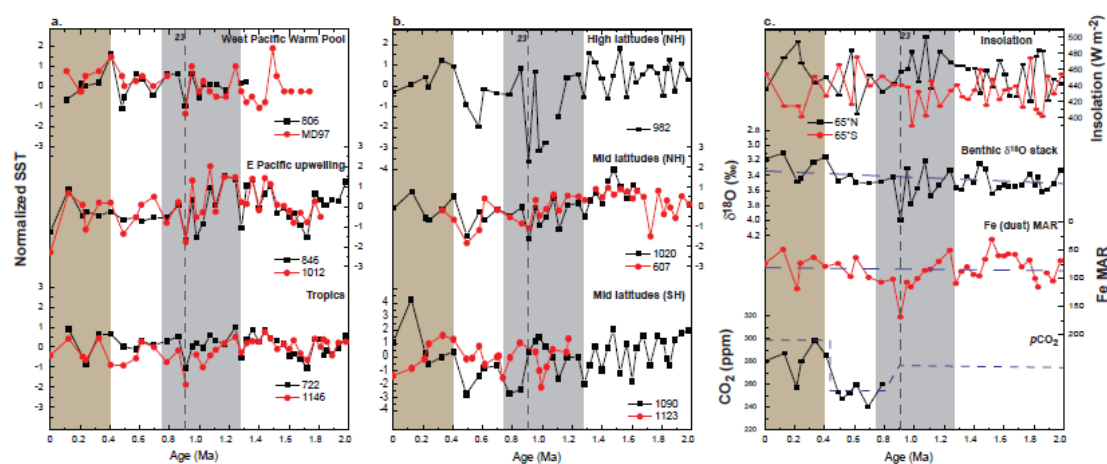 a.
23
West Pacific Warm Pool
2
1
0
-1
-2
-3
806
MD97
E Pacific upwelling
3
2
1
0
-1
-2
-3
846
1012
Tropics
3
2
1
0
-1
-2
-3
722
1146
Normalized SST
0.0 0.2 0.4 0.6 0.8 1.0 1.2 1.4 1.6 1.8 2.0
Age (Ma)
b.
23
High latitudes (NH)
2
1
0
-1
-3
-4
982
Mid latitudes (NH)
3
2
1
0
-1
-2
-3
1020
607
Mid latitudes (SH)
4
3
2
1
0
-1
-2
-3
-4
1090
1123
0.0 0.2 0.4 0.6 0.8 1.0 1.2 1.4 1.6 1.8 2.0
Age (Ma)
c.
23
Insolation
500
480
460
440
420
400
Insolation (W m-2)
65°N
65°S
Benthic δ18O stack
2.8
3.0
3.2
3.4
3.6
3.8
4.0
4.2
δ18O (‰)
Fe (dust) MAR
0
50
100
150
200
Fe MAR
pCO2
320
300
280
260
240
220
CO2 (ppm)
0.0 0.2 0.4 0.6 0.8 1.0 1.2 1.4 1.6 1.8 2.0
Age (Ma)